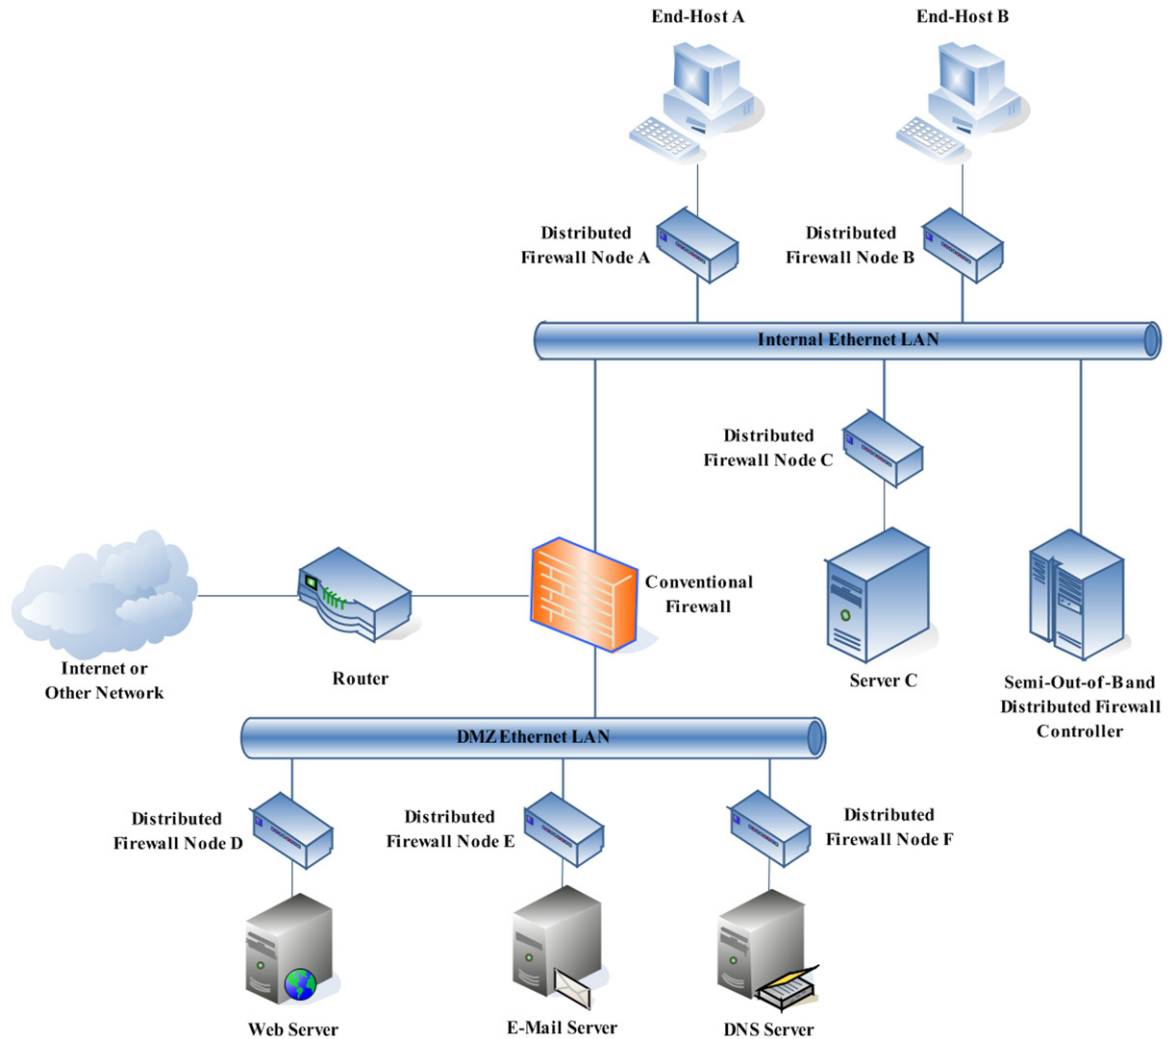 End-Host A
End-Host B
Distributed
Firewall Node A
Distributed
Firewall Node B
Internal Ethernet LAN
Distributed
Firewall Node C
Conventional
Firewall
Internet or
Other Network
Router
Server C
Semi-Out-of-Band
Distributed Firewall
Controller
DMZ Ethernet LAN
Distributed
Firewall Node D
Distributed
Firewall Node E
Distributed
Firewall Node F
Web Server
E-Mail Server
DNS Server